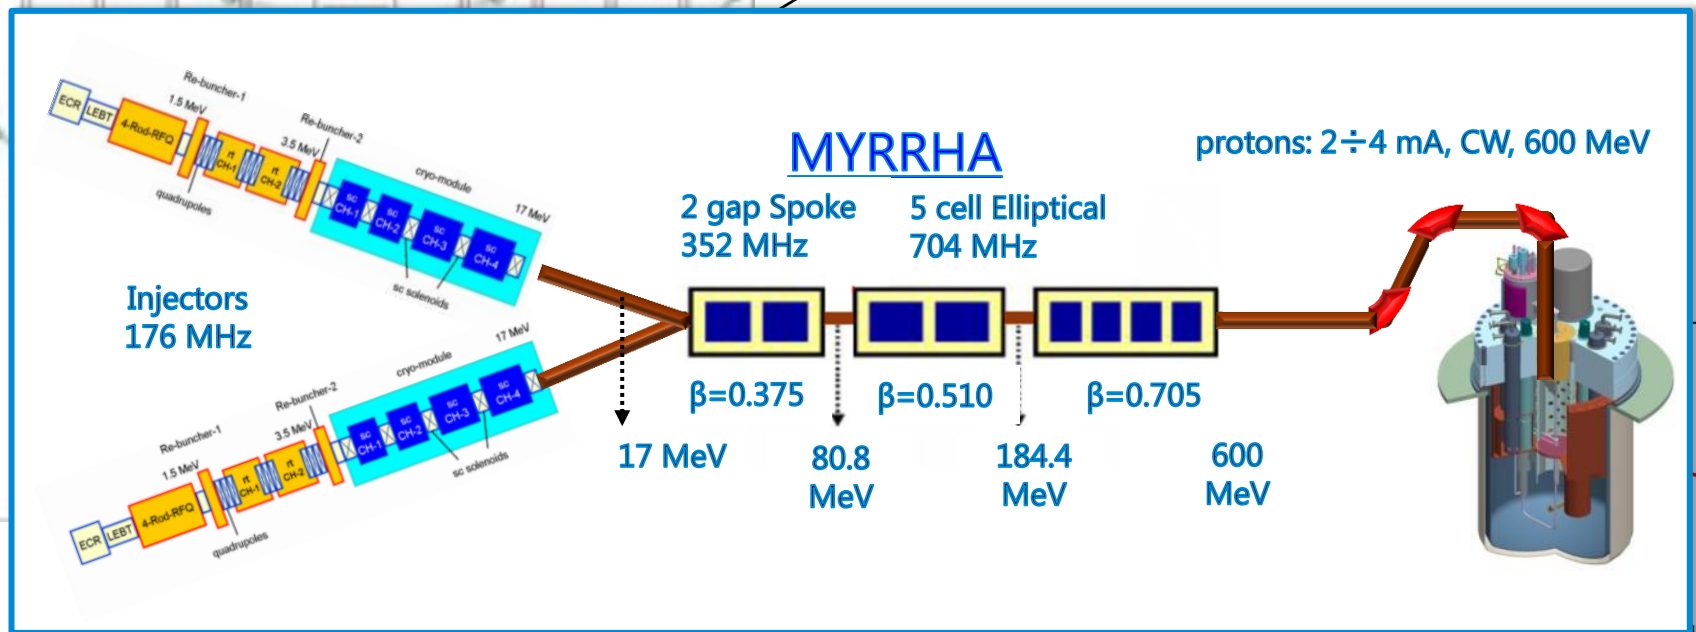 Re-buncher-1
1.5 MeV
Re-buncher-2
3.5 MeV
ECR
LEBT
4-Rod-RFQ
rt
CH-1
rt
CH-2
quadrupoles
cryo-module
17 MeV
sc
CH-1
sc
CH-2
sc
CH-3
sc
CH-4
sc solenoids
Injectors
176 MHz
17 MeV
cryo-module
Re-buncher-2
3.5 MeV
Re-buncher-1
1.5 MeV
ECR
LEBT
4-Rod-RFQ
rt
CH-1
rt
CH-2
quadrupoles
sc
CH-1
sc
CH-2
sc
CH-3
sc
CH-4
sc solenoids
MYRRHA
protons: 2÷4 mA, CW, 600 MeV
2 gap Spoke
352 MHz
5 cell Elliptical
704 MHz
β=0.375
β=0.510
β=0.705
17 MeV
80.8
MeV
184.4
MeV
600
MeV